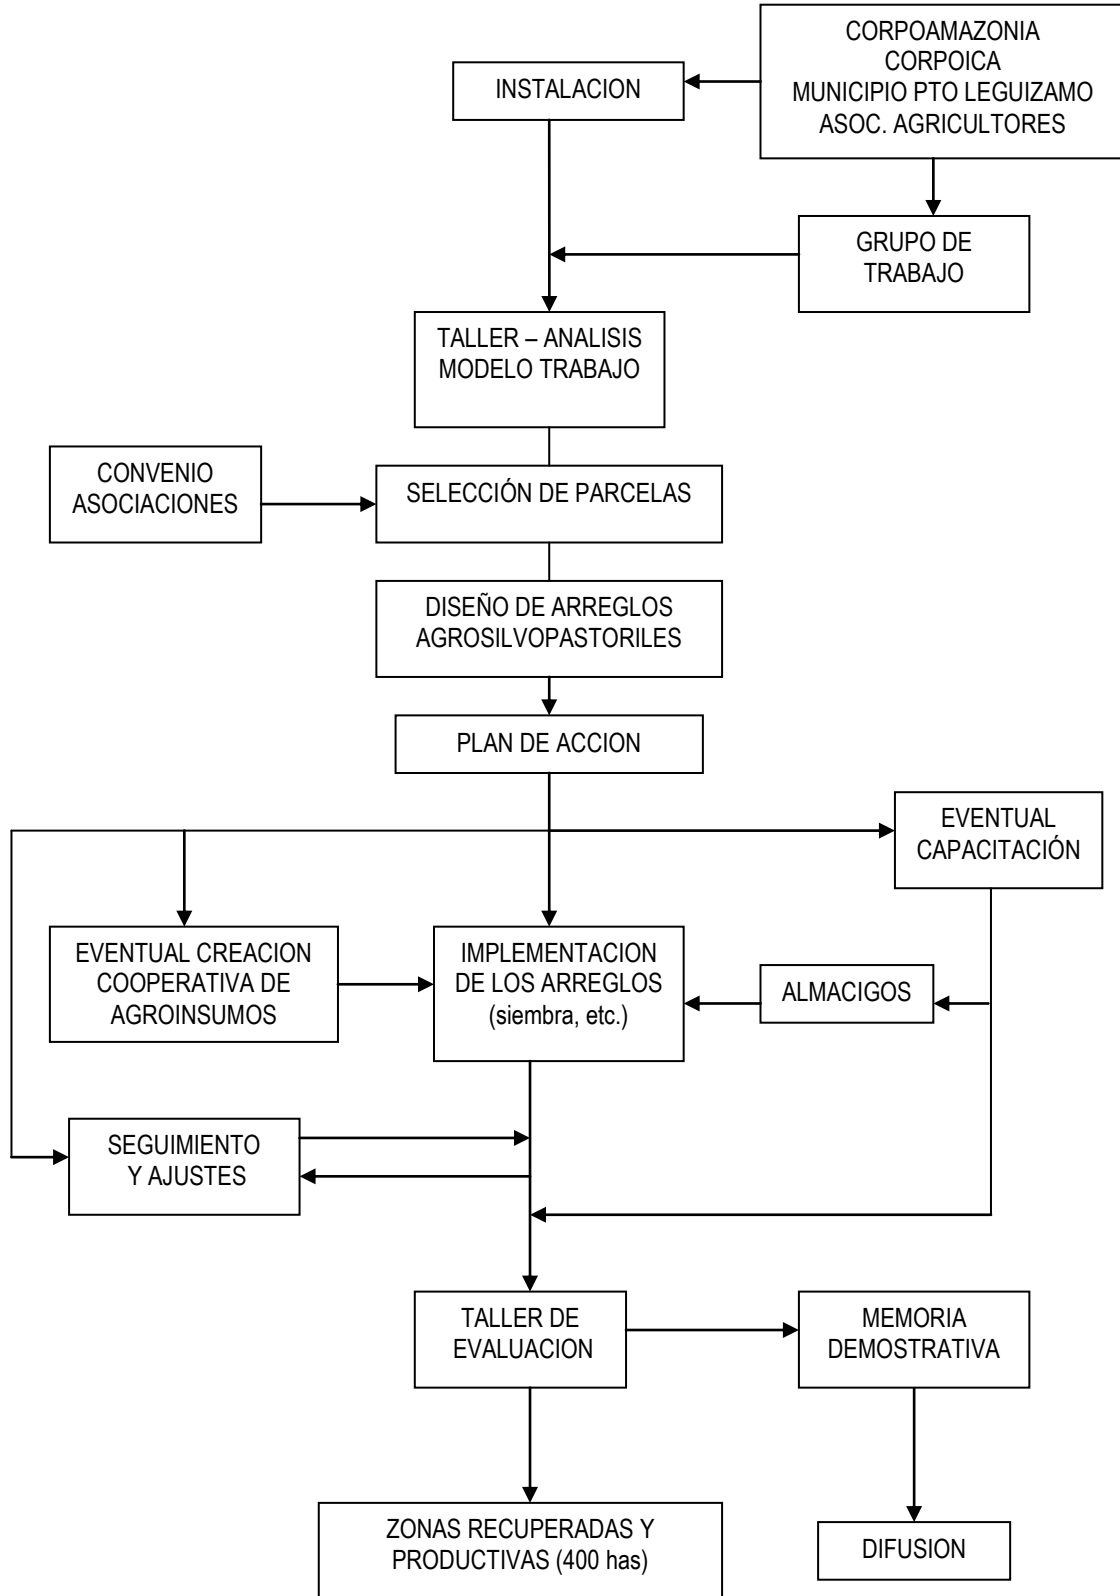 CORPOAMAZONIA
CORPOICA
MUNICIPIO PTO LEGUIZAMO
ASOC. AGRICULTORES
INSTALACION
GRUPO DE
TRABAJO
TALLER – ANALISIS
MODELO TRABAJO
CONVENIO
ASOCIACIONES
SELECCIÓN DE PARCELAS
DISEÑO DE ARREGLOS
AGROSILVOPASTORILES
PLAN DE ACCION
EVENTUAL
CAPACITACIÓN
EVENTUAL CREACION
COOPERATIVA DE
AGROINSUMOS
IMPLEMENTACION
DE LOS ARREGLOS
(siembra, etc.)
ALMACIGOS
SEGUIMIENTO
Y AJUSTES
TALLER DE
EVALUACION
MEMORIA
DEMOSTRATIVA
ZONAS RECUPERADAS Y
PRODUCTIVAS (400 has)
DIFUSION